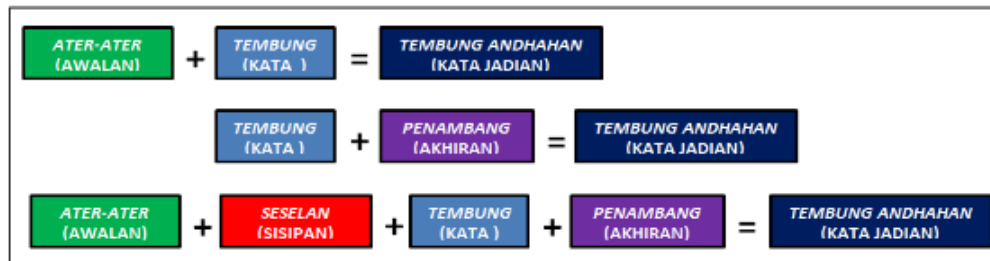 ATER-ATER + TEMBUNG = TEMBUNG ANDHAHAN
(AWALAN) (KATA ) (KATA JADIAN)
TEMBUNG + PENAMBANG = TEMBUNG ANDHAHAN
(KATA ) (AKHIRAN) (KATA JADIAN)
ATER-ATER + SESELAN + TEMBUNG + PENAMBANG = TEMBUNG ANDHAHAN
(AWALAN) (SISIPAN) (KATA ) (AKHIRAN) (KATA JADIAN)